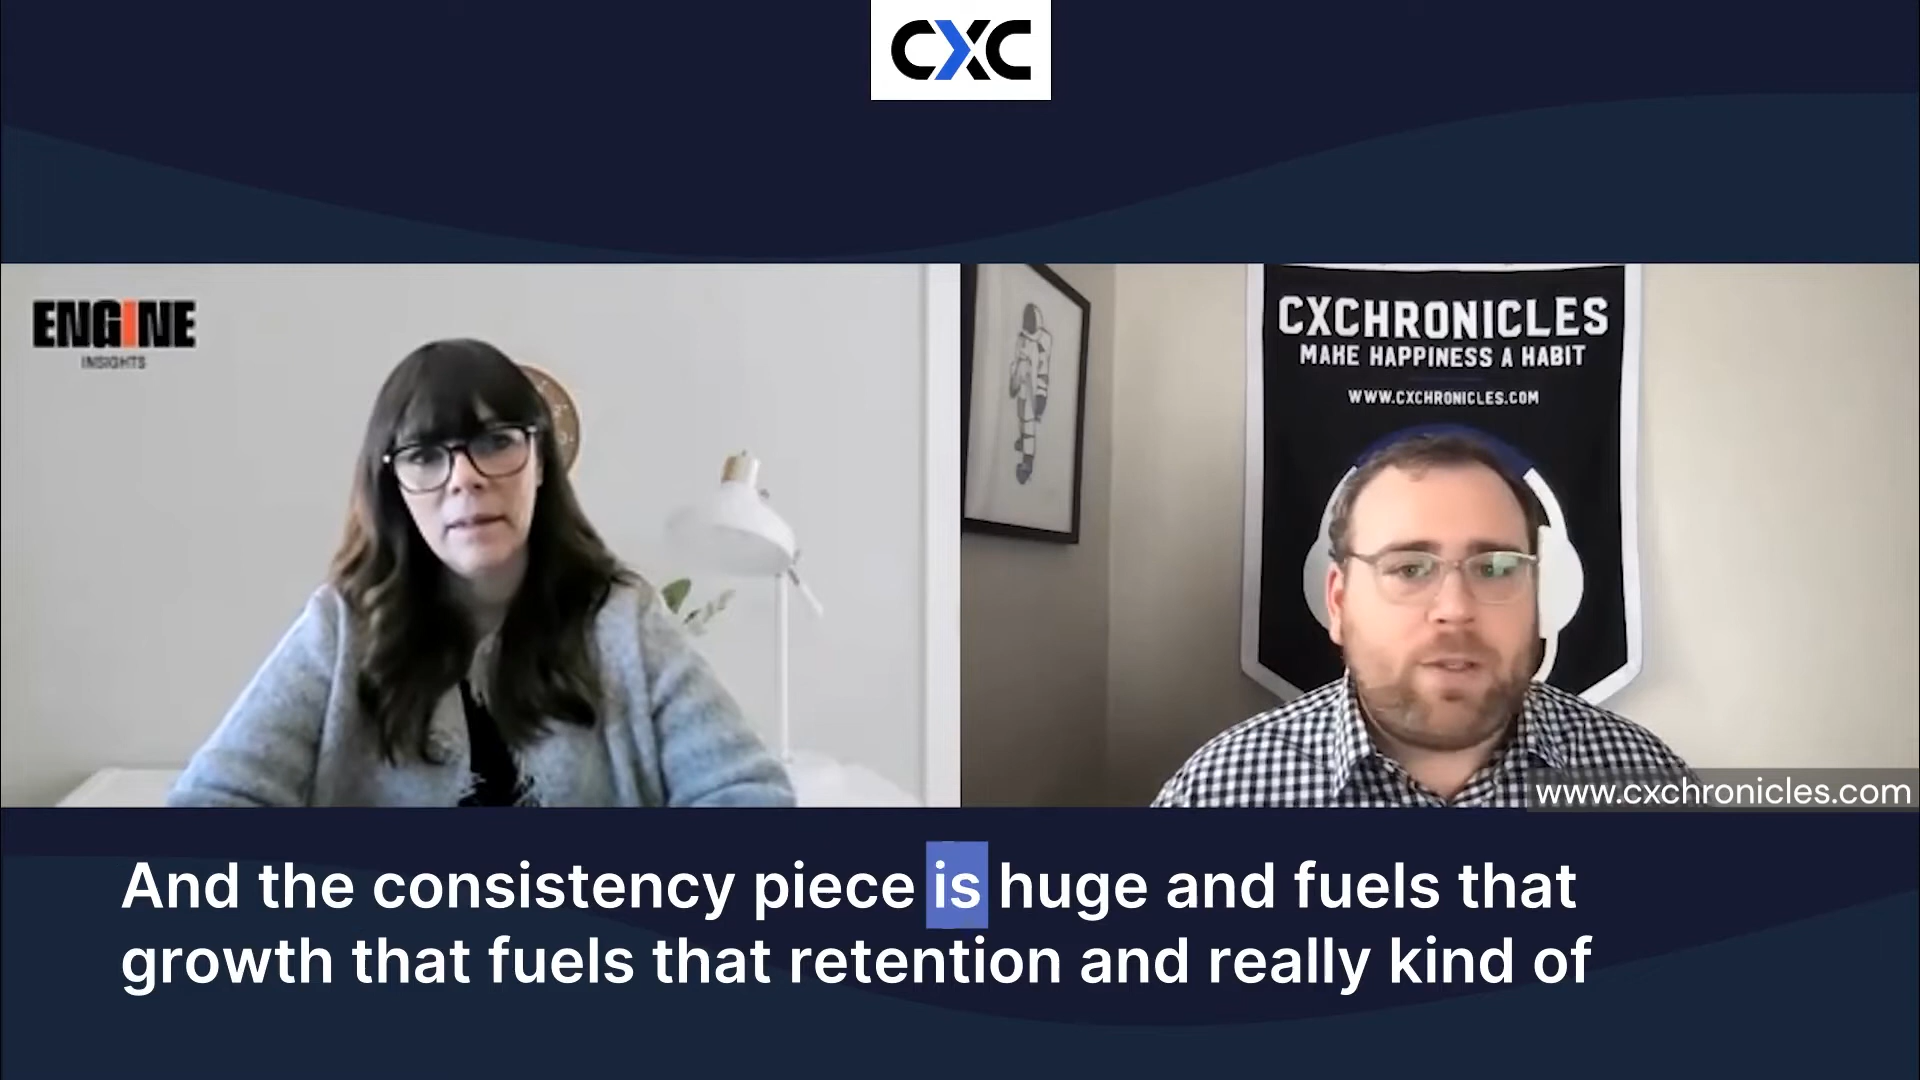 CXC
ENGINE
INSIGHTS
CXCHRONICLES
MAKE HAPPINESS A HABIT
WWW.CXCHRONICLES.COM
www.cxchronicles.com
And the consistency piece is huge and fuels that
growth that fuels that retention and really kind of